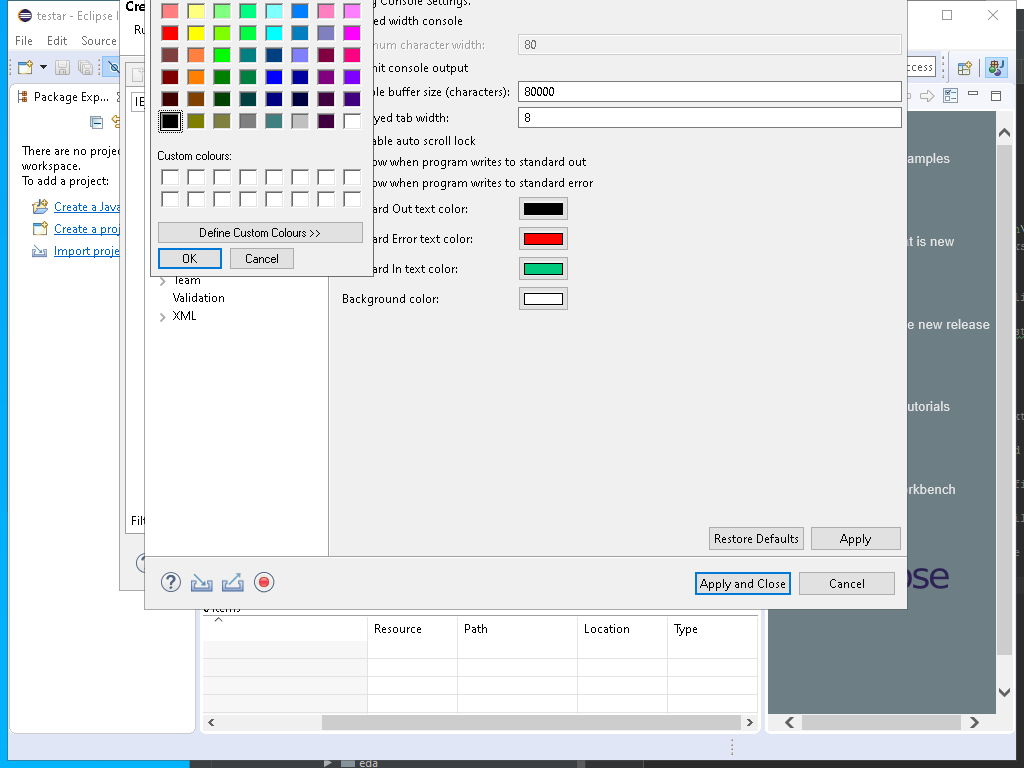 testar - Eclipse I
Cre
File Edit Source
Ru
g Console Settings.
ed width console
num character width: 80
nit console output
le buffer size (characters): 80000
yed tab width: 8
able auto scroll lock
ow when program writes to standard out
ow when program writes to standard error
ard Out text color:
ard Error text color:
ard In text color:
Background color:
Custom colours:
Define Custom Colours >>
OK Cancel
Team
Validation
XML
Package Exp...
There are no projec
workspace.
To add a project:
Create a Java
Create a proj
Import proje
IE
Filt
cess
amples
at is new
e new release
utorials
rkbench
ose
Restore Defaults Apply
Apply and Close Cancel
0 items
Resource Path Location Type
eda